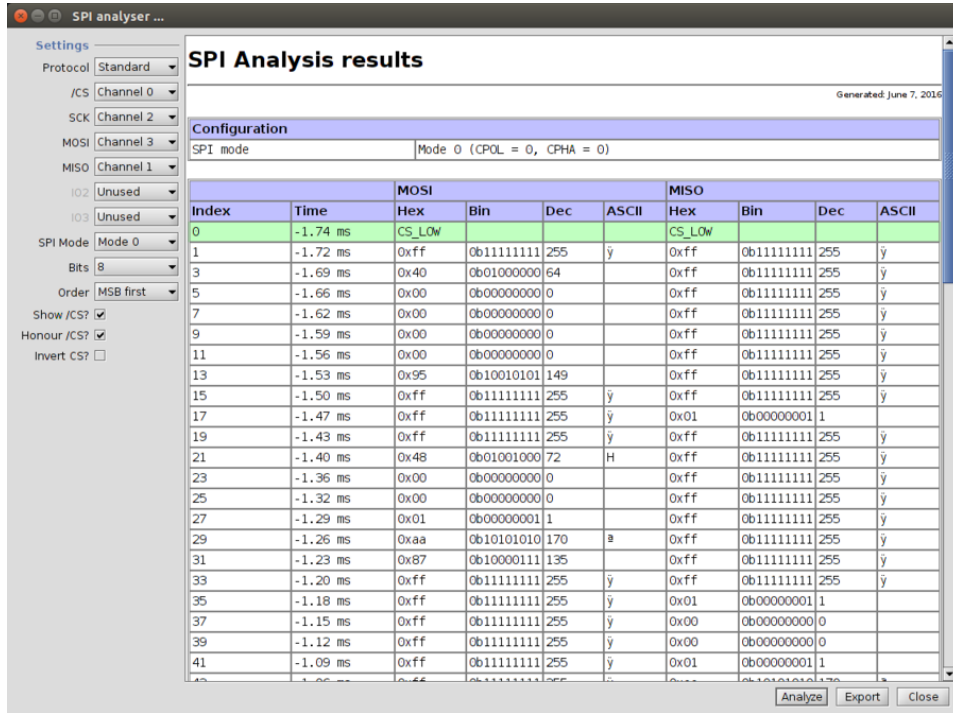 SPI analyser ...
Settings
Protocol Standard
/CS Channel 0
SCK Channel 2
MOSI Channel 3
MISO Channel 1
IO2 Unused
IO3 Unused
SPI Mode Mode 0
Bits 8
Order MSB first
Show /CS?
Honour /CS?
Invert CS?
SPI Analysis results
Generated: June 7, 2016
Configuration
SPI mode Mode 0 (CPOL = 0, CPHA = 0)
MOSI MISO
Index Time Hex Bin Dec ASCII Hex Bin Dec ASCII
0 -1.74 ms CS_LOW CS_LOW
1 -1.72 ms 0xff 0b11111111 255 ÿ 0xff 0b11111111 255 ÿ
3 -1.69 ms 0x40 0b01000000 64 0xff 0b11111111 255 ÿ
5 -1.66 ms 0x00 0b00000000 0 0xff 0b11111111 255 ÿ
7 -1.62 ms 0x00 0b00000000 0 0xff 0b11111111 255 ÿ
9 -1.59 ms 0x00 0b00000000 0 0xff 0b11111111 255 ÿ
11 -1.56 ms 0x00 0b00000000 0 0xff 0b11111111 255 ÿ
13 -1.53 ms 0x95 0b10010101 149 0xff 0b11111111 255 ÿ
15 -1.50 ms 0xff 0b11111111 255 ÿ 0xff 0b11111111 255 ÿ
17 -1.47 ms 0xff 0b11111111 255 ÿ 0x01 0b00000001 1
19 -1.43 ms 0xff 0b11111111 255 ÿ 0xff 0b11111111 255 ÿ
21 -1.40 ms 0x48 0b01001000 72 H 0xff 0b11111111 255 ÿ
23 -1.36 ms 0x00 0b00000000 0 0xff 0b11111111 255 ÿ
25 -1.32 ms 0x00 0b00000000 0 0xff 0b11111111 255 ÿ
27 -1.29 ms 0x01 0b00000001 1 0xff 0b11111111 255 ÿ
29 -1.26 ms 0xaa 0b10101010 170 ª 0xff 0b11111111 255 ÿ
31 -1.23 ms 0x87 0b10000111 135 0xff 0b11111111 255 ÿ
33 -1.20 ms 0xff 0b11111111 255 ÿ 0xff 0b11111111 255 ÿ
35 -1.18 ms 0xff 0b11111111 255 ÿ 0x01 0b00000001 1
37 -1.15 ms 0xff 0b11111111 255 ÿ 0x00 0b00000000 0
39 -1.12 ms 0xff 0b11111111 255 ÿ 0x00 0b00000000 0
41 -1.09 ms 0xff 0b11111111 255 ÿ 0x01 0b00000001 1
Analyze Export Close